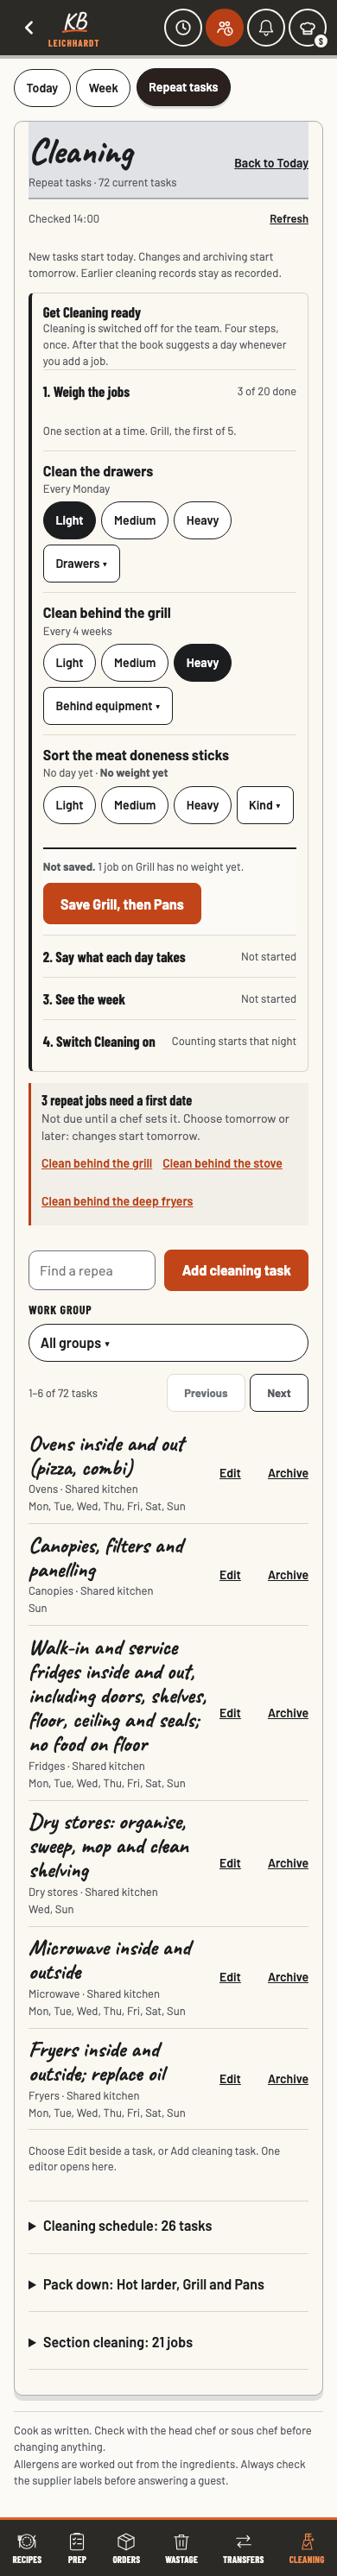 KB
LEICHHARDT
$
Today Week Repeat tasks
Cleaning
Back to Today
Repeat tasks · 72 current tasks
Checked 14:00 Refresh
New tasks start today. Changes and archiving start
tomorrow. Earlier cleaning records stay as recorded.
Get Cleaning ready
Cleaning is switched off for the team. Four steps,
once. After that the book suggests a day whenever
you add a job.
1. Weigh the jobs 3 of 20 done
One section at a time. Grill, the first of 5.
Clean the drawers
Every Monday
Light Medium Heavy
Drawers ▾
Clean behind the grill
Every 4 weeks
Light Medium Heavy
Behind equipment ▾
Sort the meat doneness sticks
No day yet · No weight yet
Light Medium Heavy Kind ▾
Not saved. 1 job on Grill has no weight yet.
Save Grill, then Pans
2. Say what each day takes Not started
3. See the week Not started
4. Switch Cleaning on Counting starts that night
3 repeat jobs need a first date
Not due until a chef sets it. Choose tomorrow or
later: changes start tomorrow.
Clean behind the grill Clean behind the stove
Clean behind the deep fryers
Find a repea Add cleaning task
WORK GROUP
All groups ▾
1–6 of 72 tasks Previous Next
Ovens inside and out
(pizza, combi)
Edit Archive
Ovens · Shared kitchen
Mon, Tue, Wed, Thu, Fri, Sat, Sun
Canopies, filters and
panelling
Edit Archive
Canopies · Shared kitchen
Sun
Walk-in and service
fridges inside and out,
including doors, shelves,
floor, ceiling and seals;
no food on floor
Edit Archive
Fridges · Shared kitchen
Mon, Tue, Wed, Thu, Fri, Sat, Sun
Dry stores: organise,
sweep, mop and clean
shelving
Edit Archive
Dry stores · Shared kitchen
Wed, Sun
Microwave inside and
outside
Edit Archive
Microwave · Shared kitchen
Mon, Tue, Wed, Thu, Fri, Sat, Sun
Fryers inside and
outside; replace oil
Edit Archive
Fryers · Shared kitchen
Mon, Tue, Wed, Thu, Fri, Sat, Sun
Choose Edit beside a task, or Add cleaning task. One
editor opens here.
▶ Cleaning schedule: 26 tasks
▶ Pack down: Hot larder, Grill and Pans
▶ Section cleaning: 21 jobs
Cook as written. Check with the head chef or sous chef before
changing anything.
Allergens are worked out from the ingredients. Always check
the supplier labels before answering a guest.
RECIPES PREP ORDERS WASTAGE TRANSFERS CLEANING